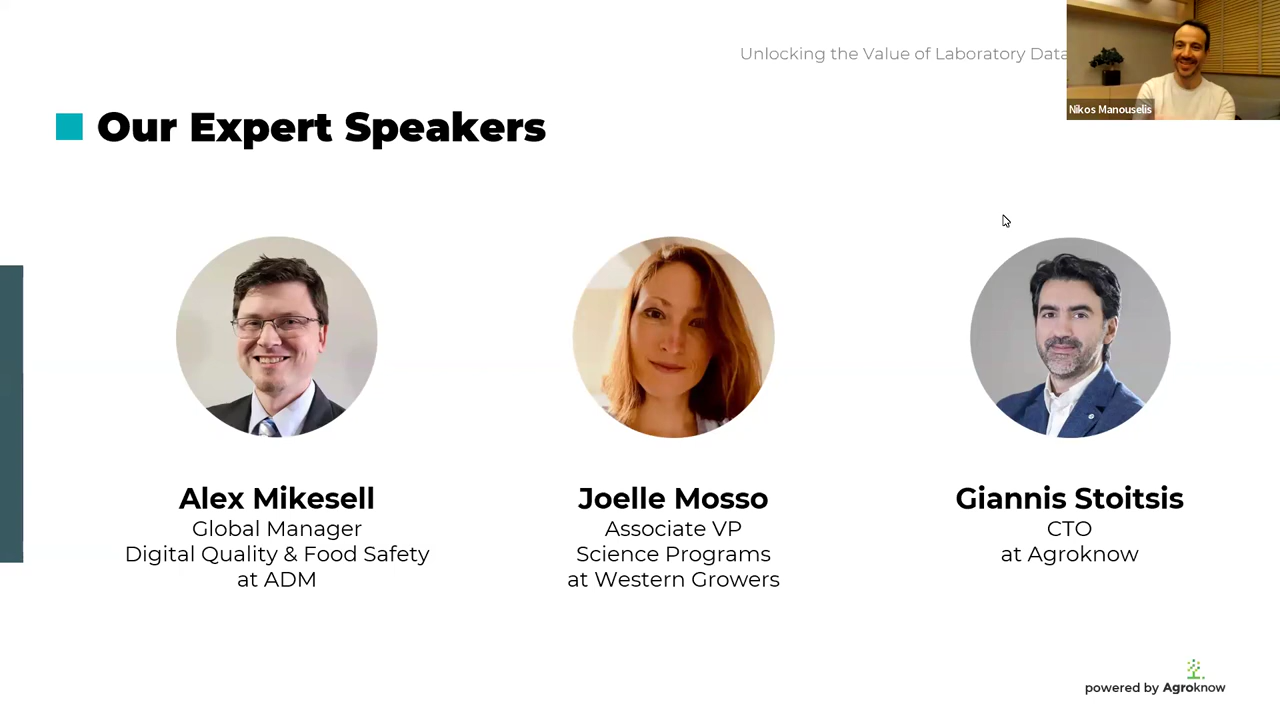 Unlocking the Value of Laboratory Data
Nikos Manouselis
Our Expert Speakers
Alex Mikesell
Global Manager
Digital Quality & Food Safety
at ADM
Joelle Mosso
Associate VP
Science Programs
at Western Growers
Giannis Stoitsis
CTO
at Agroknow
powered by Agroknow